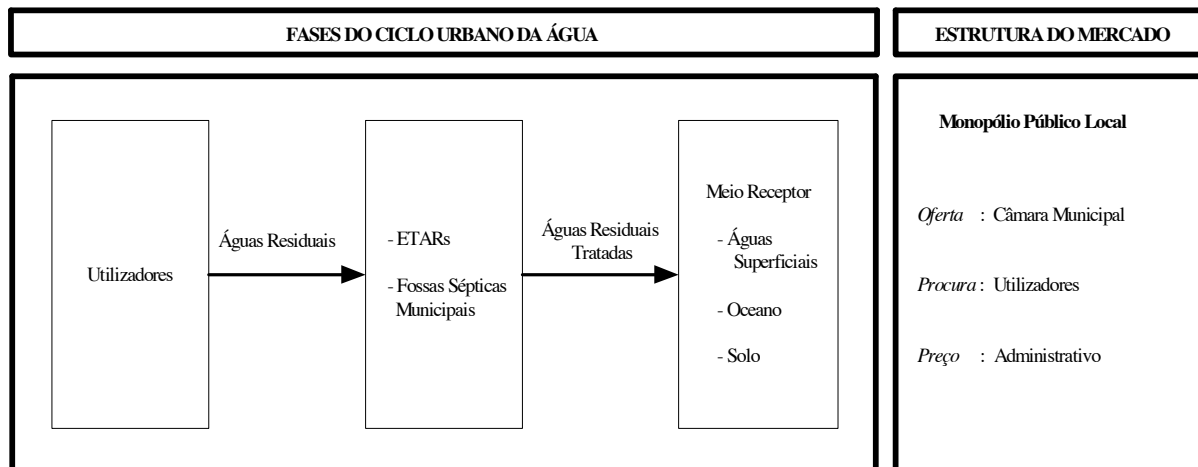 FASES DO CICLO URBANO DA ÁGUA
ESTRUTURA DO MERCADO
Utilizadores
Águas Residuais
- ETARs
- Fossas Sépticas
Municipais
Águas Residuais
Tratadas
Meio Receptor
- Águas
Superficiais
- Oceano
- Solo
Monopólio Público Local
Oferta : Câmara Municipal
Procura : Utilizadores
Preço : Administrativo